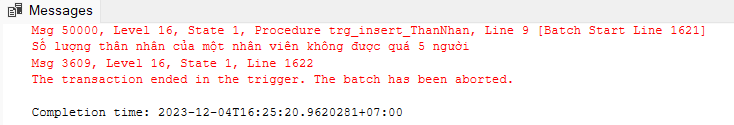 Messages
Msg 50000, Level 16, State 1, Procedure trg_insert_ThanNhan, Line 9 [Batch Start Line 1621]
Số lượng thân nhân của một nhân viên không được quá 5 người
Msg 3609, Level 16, State 1, Line 1622
The transaction ended in the trigger. The batch has been aborted.
Completion time: 2023-12-04T16:25:20.9620281+07:00